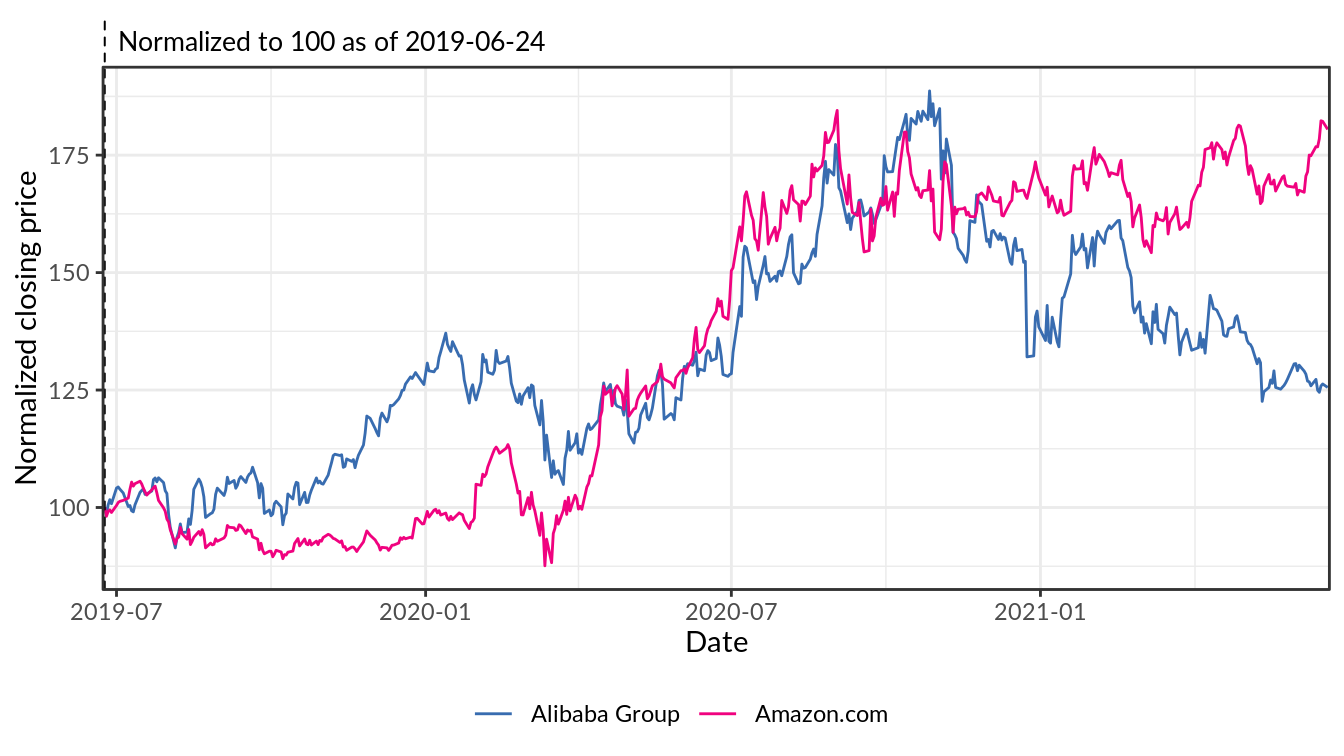 Normalized to 100 as of 2019-06-24
Normalized closing price
175
150
125
100
2019-07
2020-01
2020-07
2021-01
Date
Alibaba Group
Amazon.com